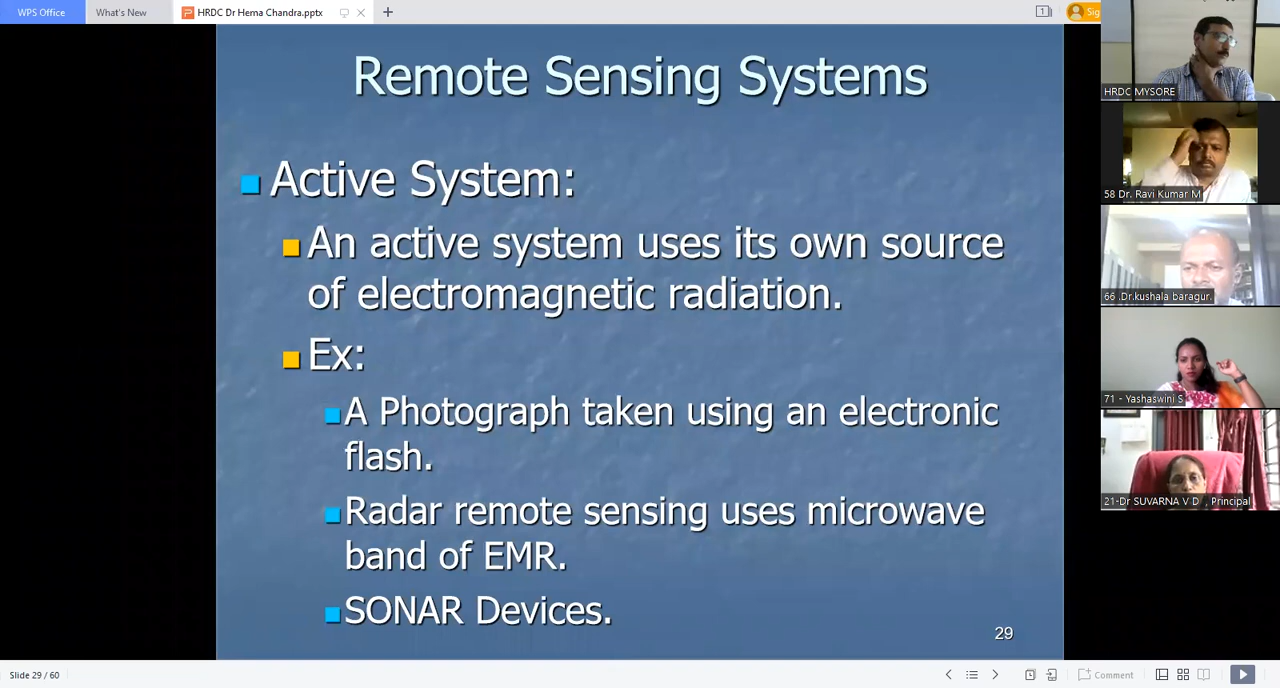 WPS Office
What's New
HRDC Dr Hema Chandra.pptx
1
Sig
Remote Sensing Systems
Active System:
An active system uses its own source
of electromagnetic radiation.
Ex:
A Photograph taken using an electronic
flash.
Radar remote sensing uses microwave
band of EMR.
SONAR Devices.
29
HRDC MYSORE
58 Dr. Ravi Kumar M
66 .Dr.kushala baragur.
71 - Yashaswini S
21-Dr SUVARNA V D , Principal
Slide 29 / 60
Comment